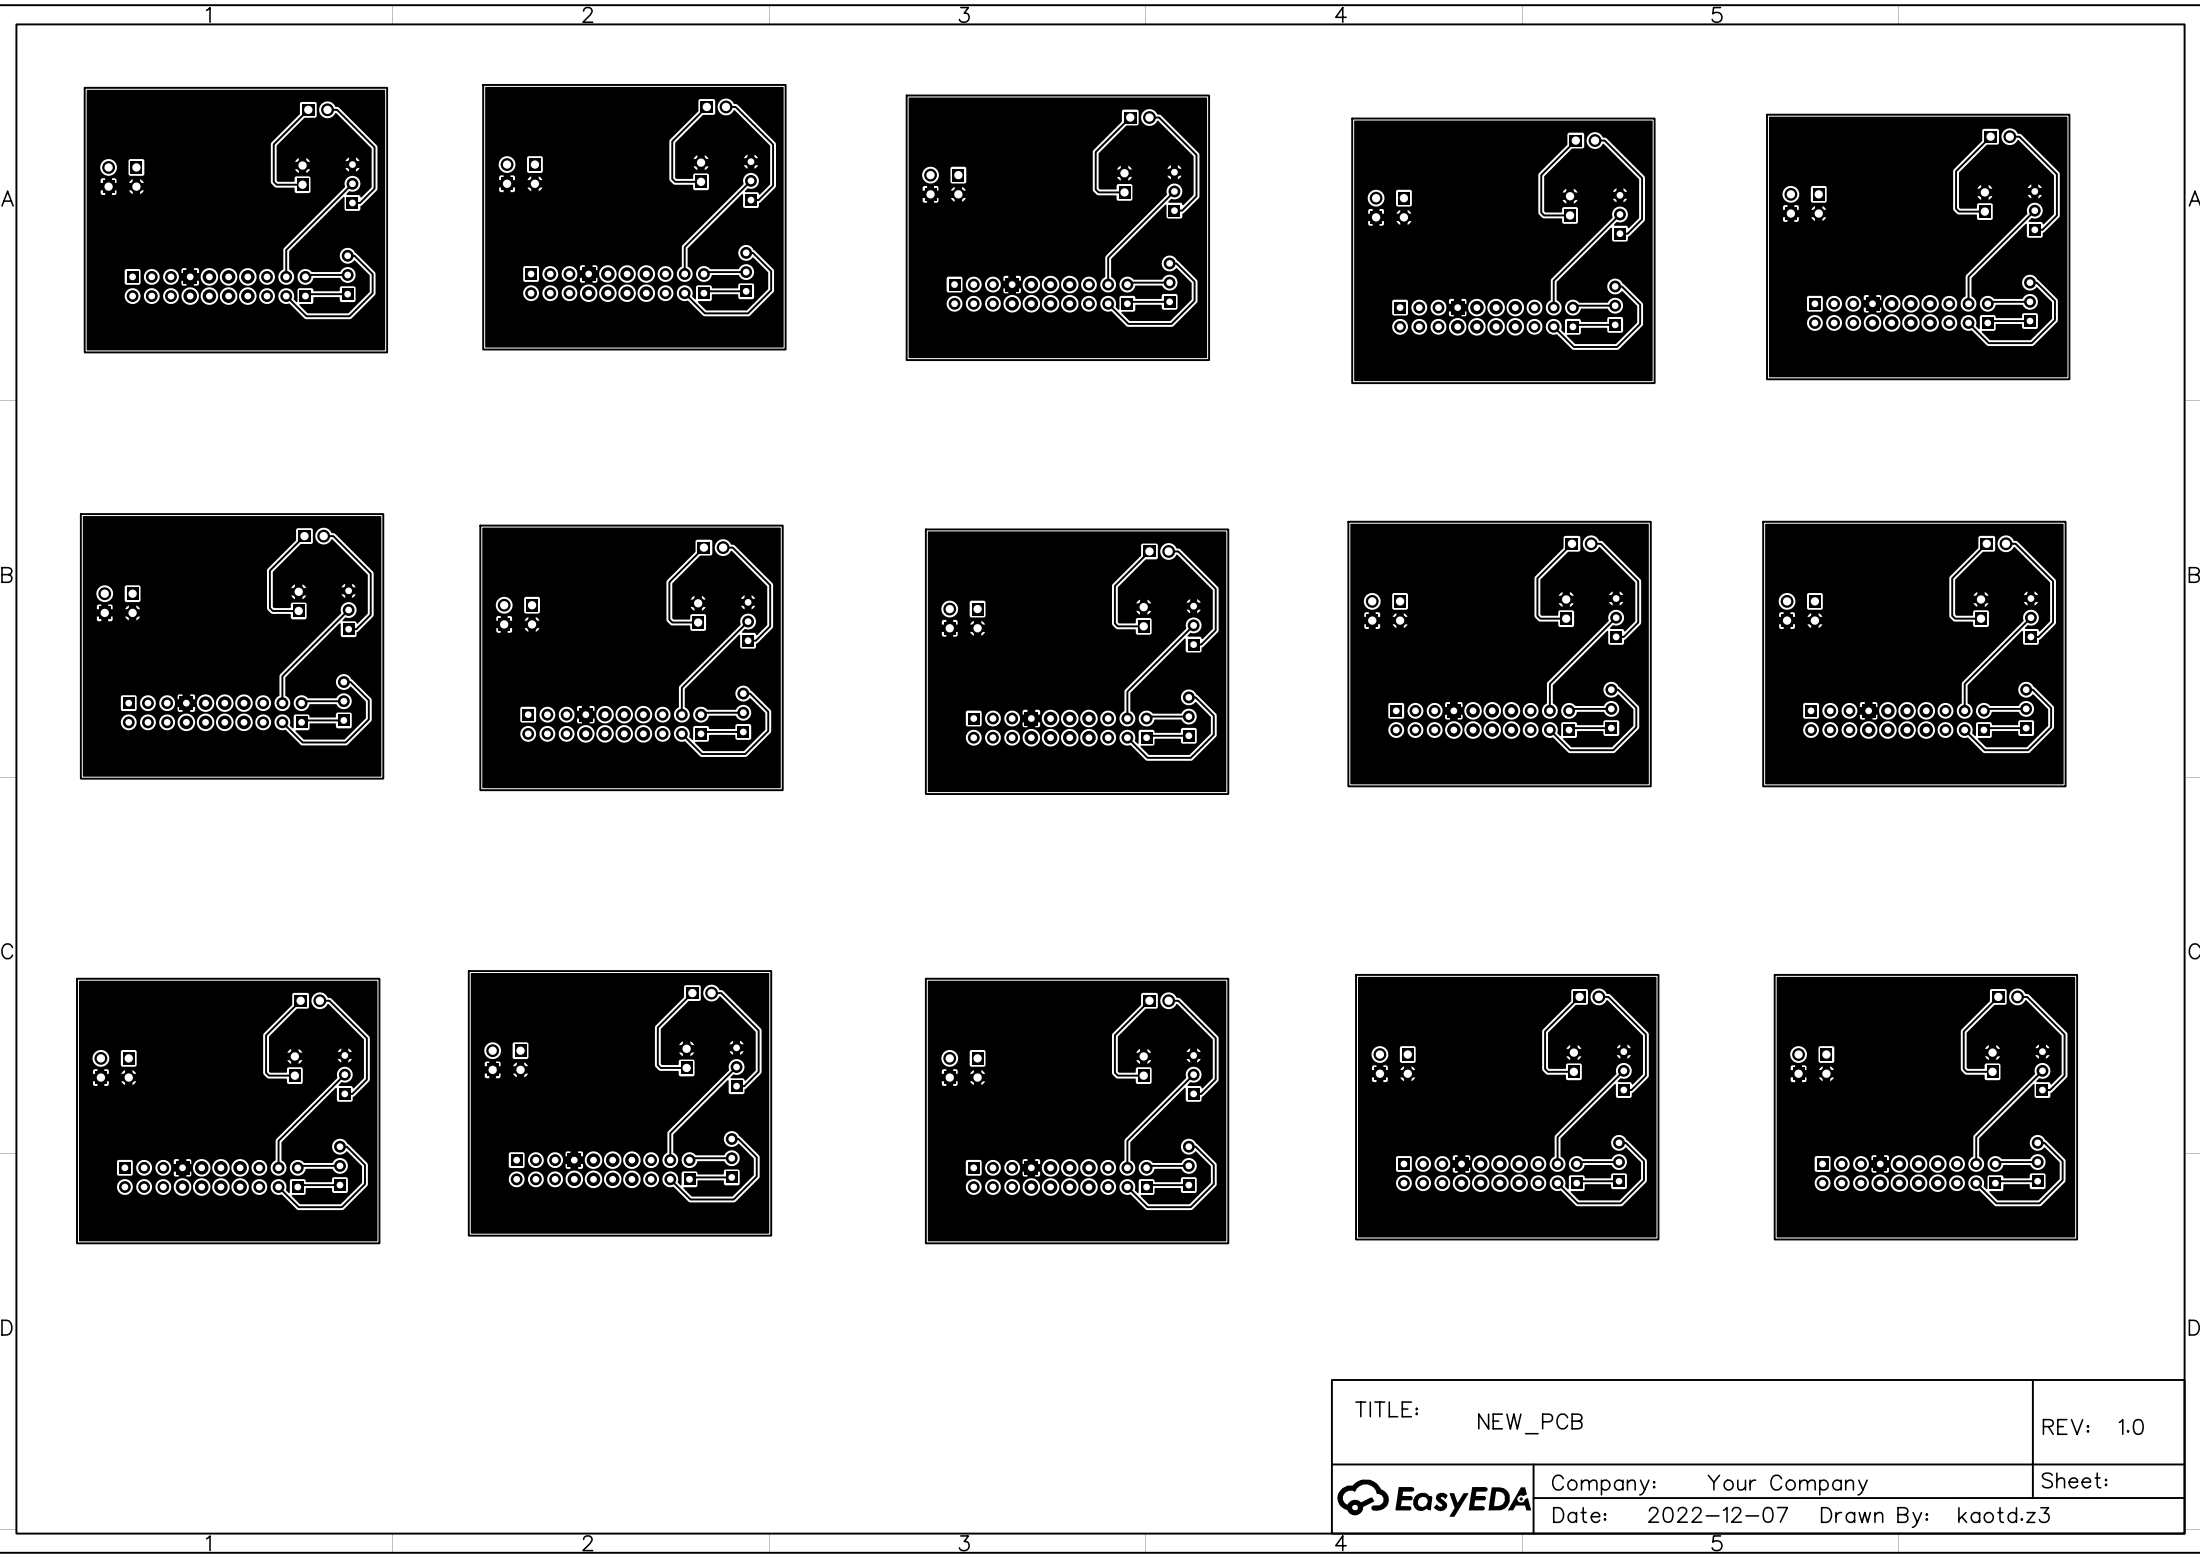 1 2 3 4 5
A A
B B
C C
D D
TITLE: NEW_PCB
REV: 1.0
EasyEDA
Company: Your Company
Sheet:
Date: 2022-12-07 Drawn By: kaotd.z3
1 2 3 4 5